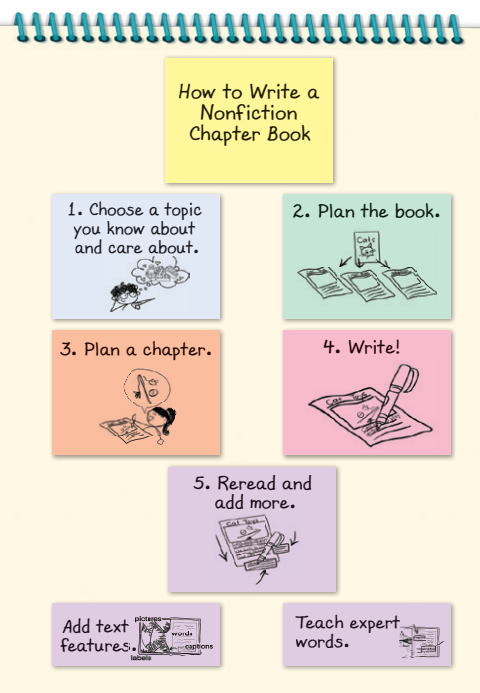 How to Write a
Nonfiction
Chapter Book
1. Choose a topic
you know about
and care about.
2. Plan the book.
Cats
3. Plan a chapter.
4. Write!
Cat Toys
5. Reread and
add more.
Cat Toys
Add text
features.
pictures
words
captions
labels
Teach expert
words.